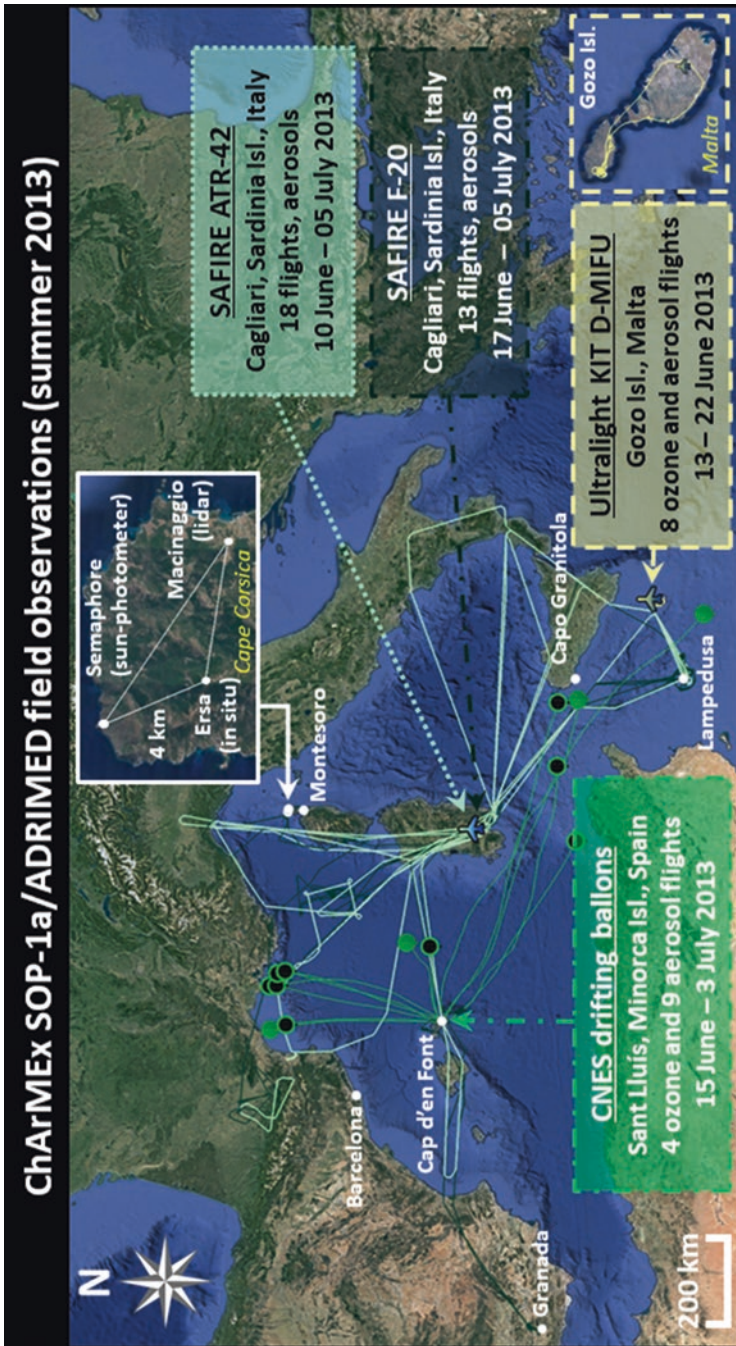 ChArMEx SOP-1a/ADRIMED field observations (summer 2013)
N
Semaphore
(sun-photometer)
4 km
Macinaggio
(lidar)
Ersa
(in situ)
Cape Corsica
SAFIRE ATR-42
Cagliari, Sardinia Isl., Italy
18 flights, aerosols
10 June – 05 July 2013
Montesoro
SAFIRE F-20
Cagliari, Sardinia Isl., Italy
13 flights, aerosols
17 June – 05 July 2013
Barcelona
Cap d'en Font
Granada
Capo Granitola
Lampedusa
CNES drifting ballons
Sant Lluís, Minorca Isl., Spain
4 ozone and 9 aerosol flights
15 June – 3 July 2013
Ultralight KIT D-MIFU
Gozo Isl., Malta
8 ozone and aerosol flights
13 – 22 June 2013
Gozo Isl.
Malta
200 km